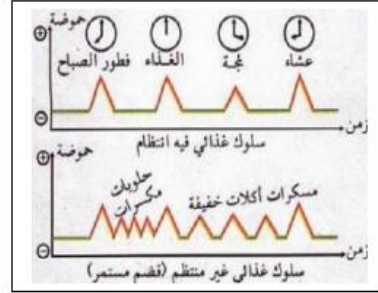 حموضة
فطور الصباح الغداء لمجة عشاء
زمن
سلوك غذائي فيه انتظام
حموضة
حلويات
مكسرات
مسكرات أكلات خفيفة
زمن
سلوك غذائي غير منتظم (قضم مستمر)